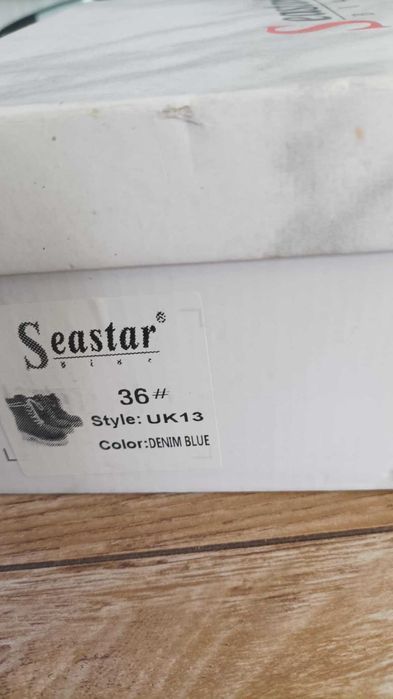 Seastar®
36#
Style: UK13
Color:DENIM BLUE